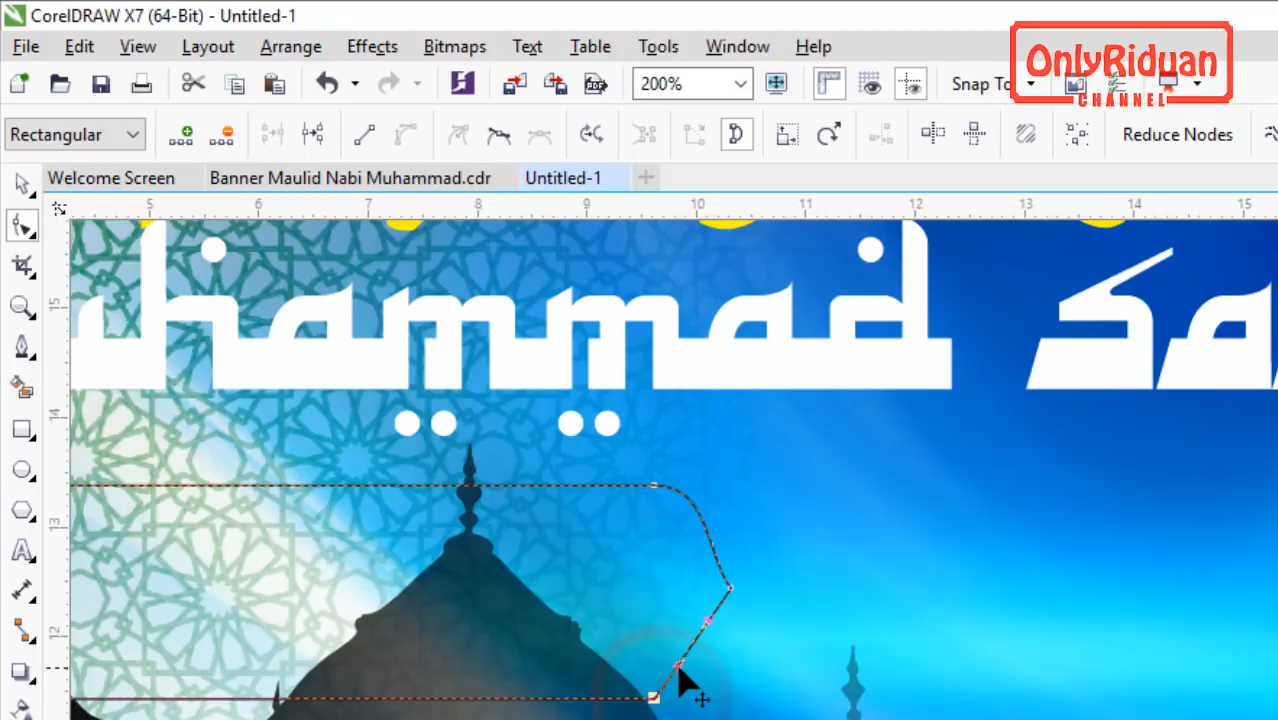 CorelDRAW X7 (64-Bit) - Untitled-1
File Edit View Layout Arrange Effects Bitmaps Text Table Tools Window Help
OnlyRiduan
CHANNEL
200%
Snap To
Rectangular
Reduce Nodes
Welcome Screen Banner Maulid Nabi Muhammad.cdr Untitled-1
5 6 7 8 9 10 11 12 13 14 15
15
14
13
12
hammad sa